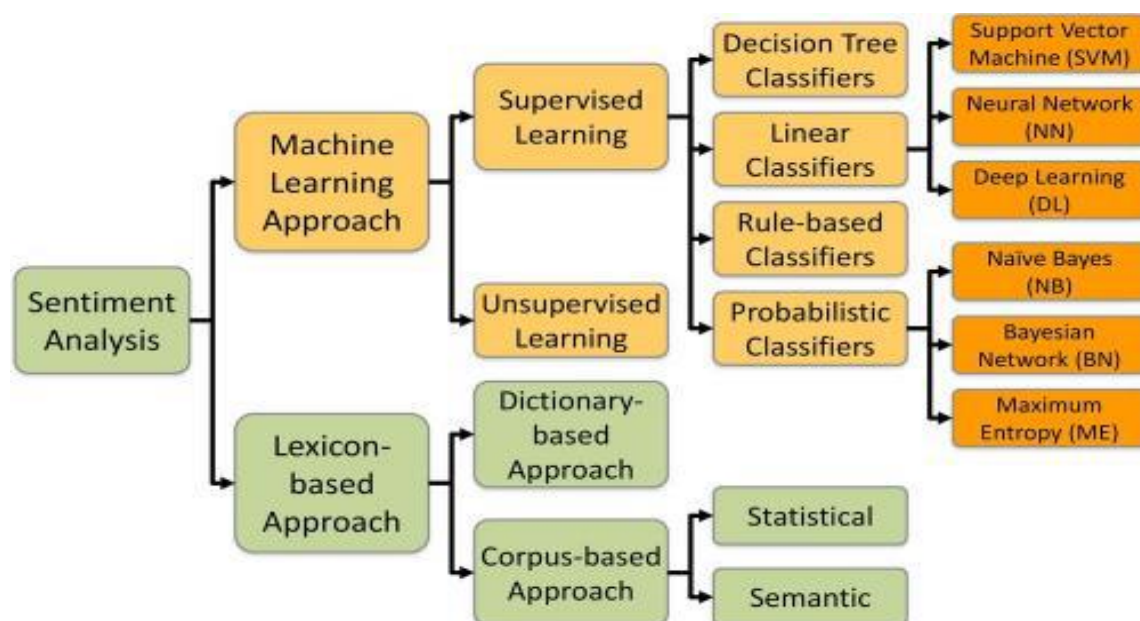 Sentiment
Analysis
Machine
Learning
Approach
Lexicon-
based
Approach
Supervised
Learning
Unsupervised
Learning
Dictionary-
based
Approach
Corpus-based
Approach
Decision Tree
Classifiers
Linear
Classifiers
Rule-based
Classifiers
Probabilistic
Classifiers
Statistical
Semantic
Support Vector
Machine (SVM)
Neural Network
(NN)
Deep Learning
(DL)
Naïve Bayes
(NB)
Bayesian
Network (BN)
Maximum
Entropy (ME)